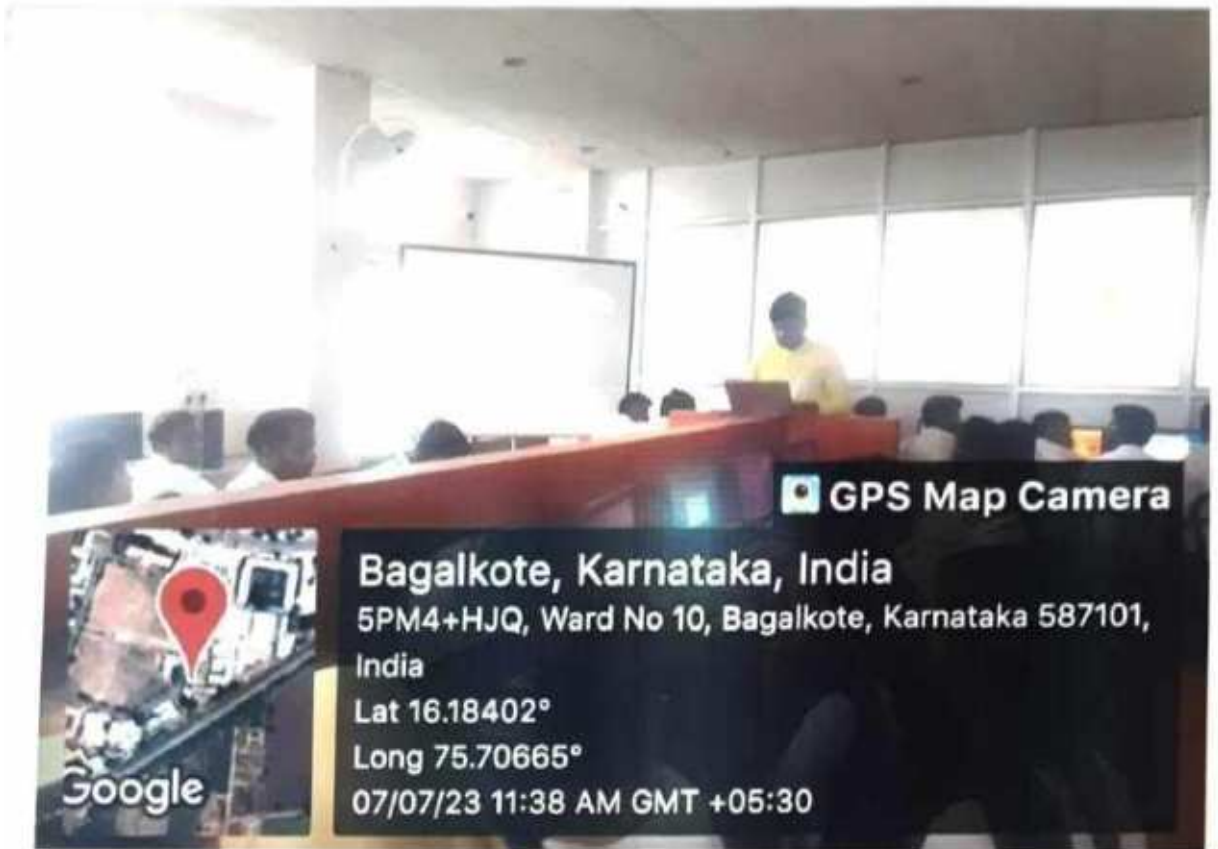 GPS Map Camera
Bagalkote, Karnataka, India
5PM4+HJQ, Ward No 10, Bagalkote, Karnataka 587101,
India
Lat 16.18402°
Long 75.70665°
07/07/23 11:38 AM GMT +05:30
Google